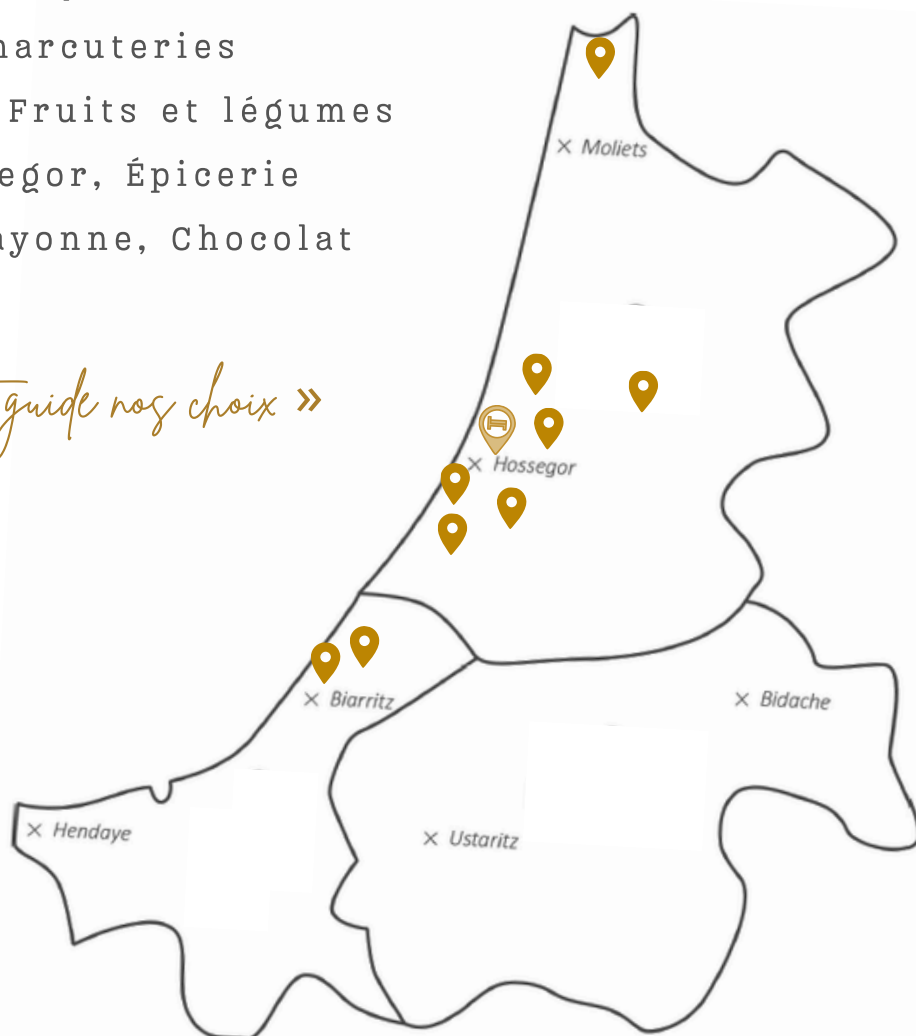 harcuteries
Fruits et légumes
egor, Épicerie
ayonne, Chocolat
guide nos choix »
Moliets
Hossegor
Biarritz
Bidache
Hendaye
Ustaritz